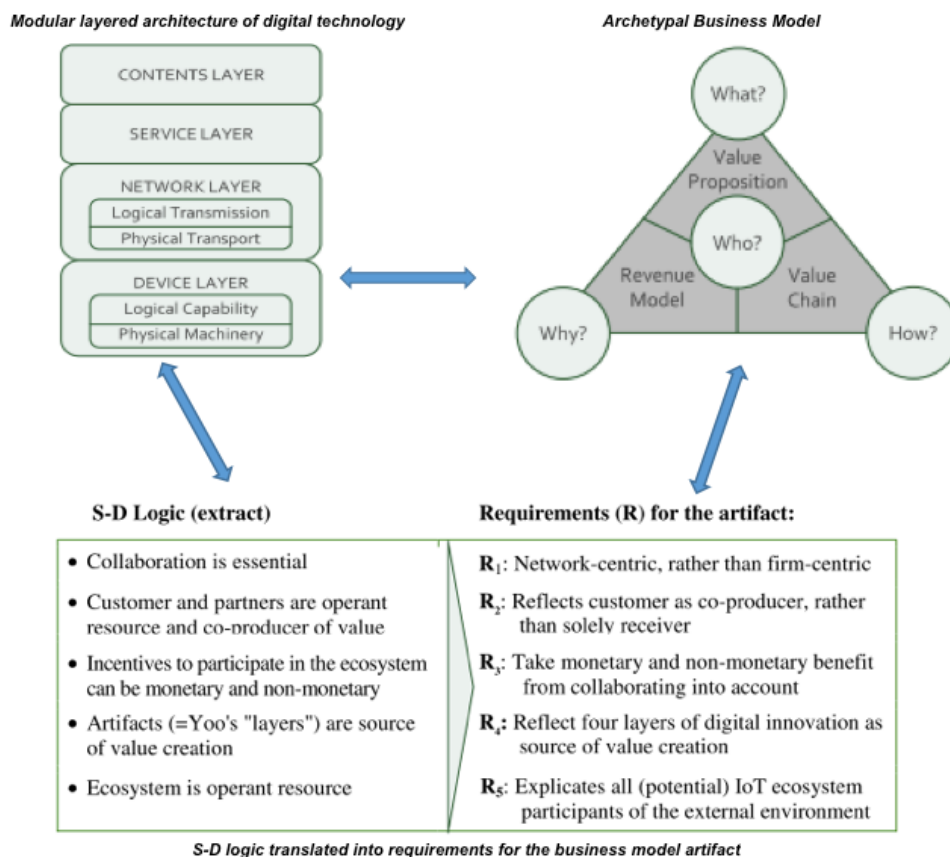 Modular layered architecture of digital technology
Archetypal Business Model
CONTENTS LAYER
SERVICE LAYER
NETWORK LAYER
Logical Transmission
Physical Transport
DEVICE LAYER
Logical Capability
Physical Machinery
What?
Value
Proposition
Who?
Revenue
Model
Value
Chain
Why?
How?
S-D Logic (extract)
• Collaboration is essential
• Customer and partners are operant
resource and co-producer of value
• Incentives to participate in the ecosystem
can be monetary and non-monetary
• Artifacts (=Yoo's "layers") are source
of value creation
• Ecosystem is operant resource
Requirements (R) for the artifact:
R1: Network-centric, rather than firm-centric
R2: Reflects customer as co-producer, rather
than solely receiver
R3: Take monetary and non-monetary benefit
from collaborating into account
R4: Reflect four layers of digital innovation as
source of value creation
R5: Explicates all (potential) IoT ecosystem
participants of the external environment
S-D logic translated into requirements for the business model artifact